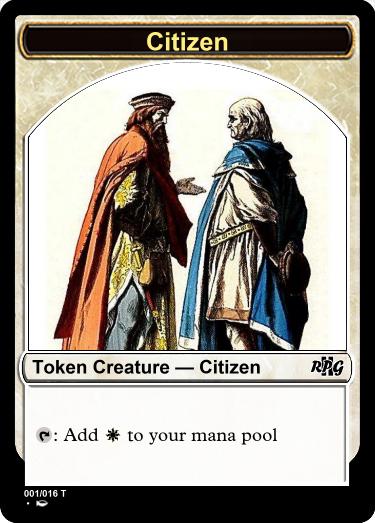 Citizen
Token Creature — Citizen
RPG
: Add to your mana pool
001/016 T